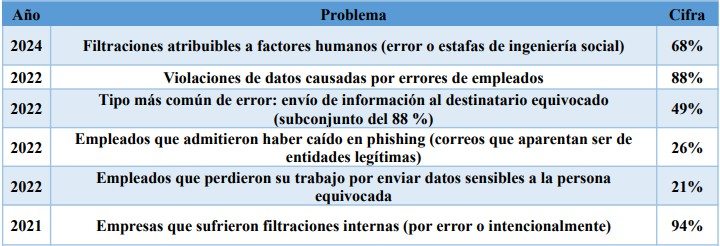 Año Problema Cifra
2024 Filtraciones atribuibles a factores humanos (error o estafas de ingeniería social) 68%
2022 Violaciones de datos causadas por errores de empleados 88%
2022 Tipo más común de error: envío de información al destinatario equivocado 49%
(subconjunto del 88 %)
2022 Empleados que admitieron haber caído en phishing (correos que aparentan ser de 26%
entidades legítimas)
2022 Empleados que perdieron su trabajo por enviar datos sensibles a la persona 21%
equivocada
2021 Empresas que sufrieron filtraciones internas (por error o intencionalmente) 94%